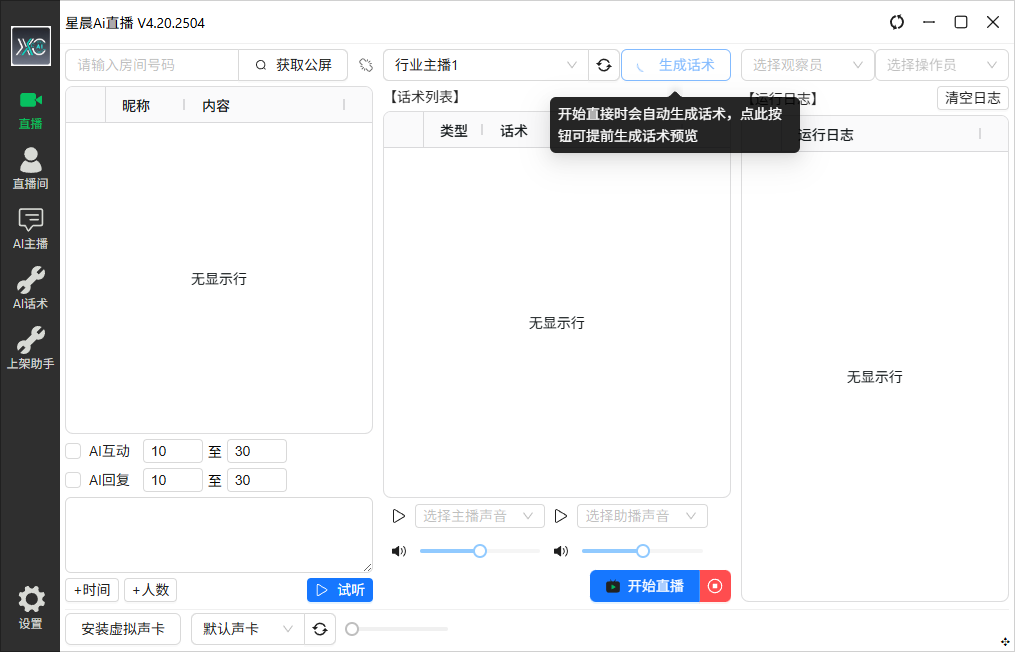 星晨Ai直播 V4.20.2504
XC AI
直播
直播间
AI主播
AI话术
上架助手
设置
请输入房间号码
获取公屏
昵称
内容
无显示行
AI互动
10
至
30
AI回复
10
至
30
+时间
+人数
试听
安装虚拟声卡
默认声卡
行业主播1
生成话术
【话术列表】
类型
话术
开始直接时会自动生成话术，点此按
钮可提前生成话术预览
无显示行
选择主播声音
选择助播声音
开始直播
选择观察员
选择操作员
【运行日志】
清空日志
运行日志
无显示行